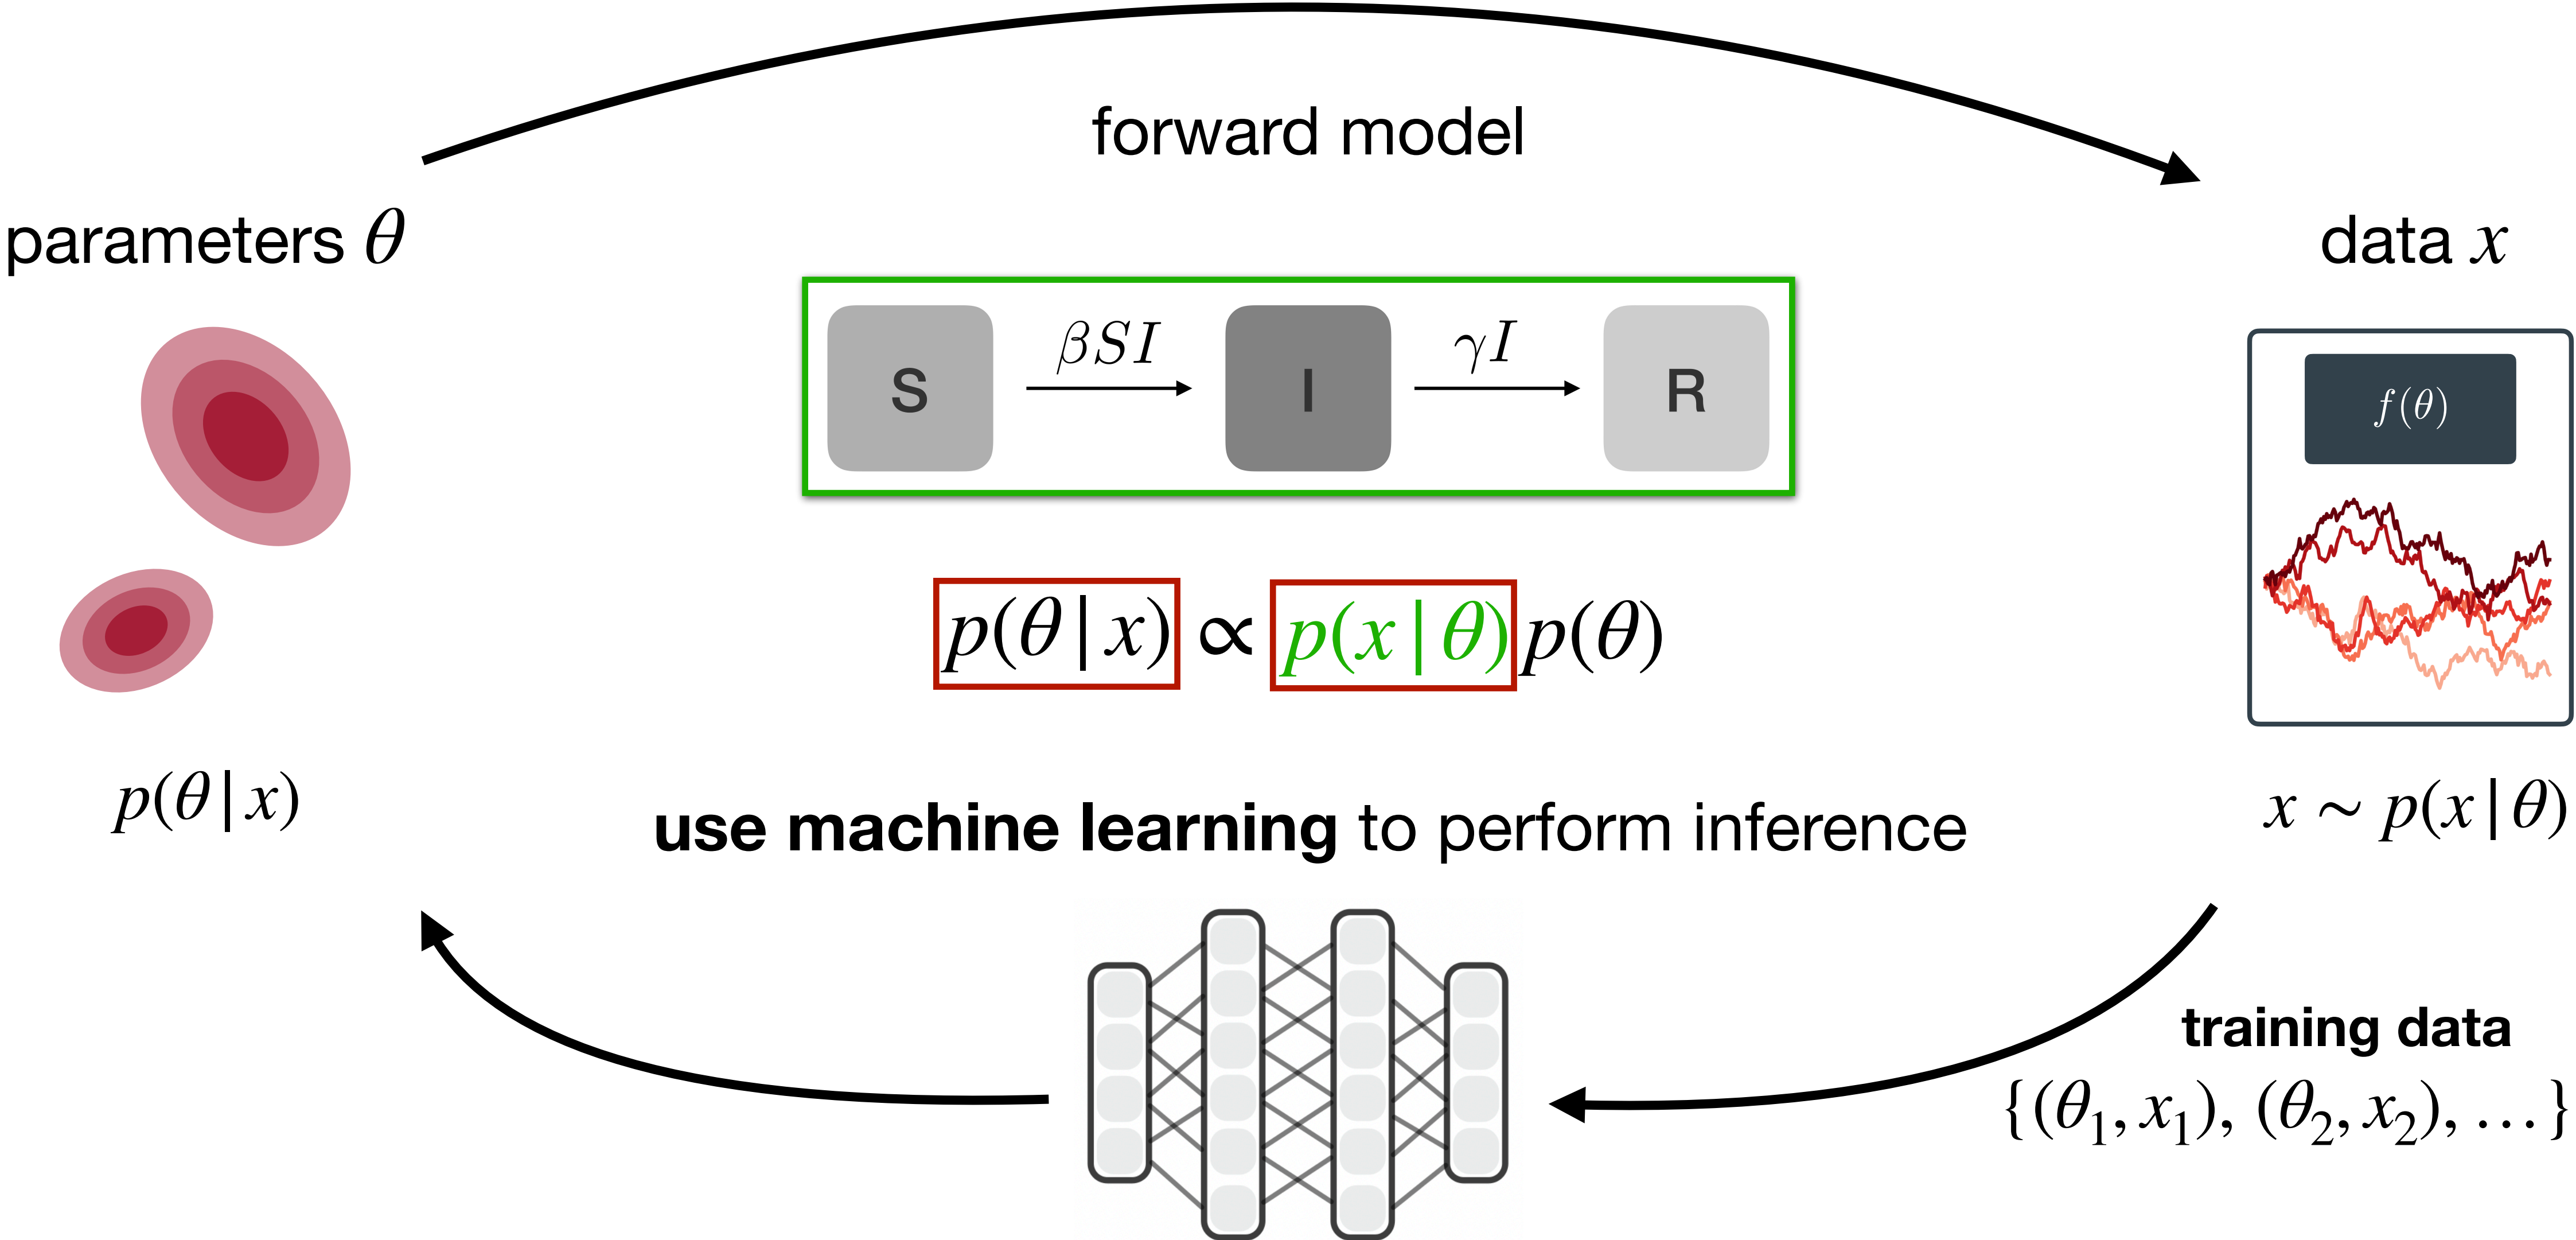 forward model
parameters θ
data x
S
βSI
I
γI
R
f(θ)
p(θ|x) ∝ p(x|θ)p(θ)
p(θ|x)
use machine learning to perform inference
x ∼ p(x|θ)
training data
{(θ₁, x₁), (θ₂, x₂), …}